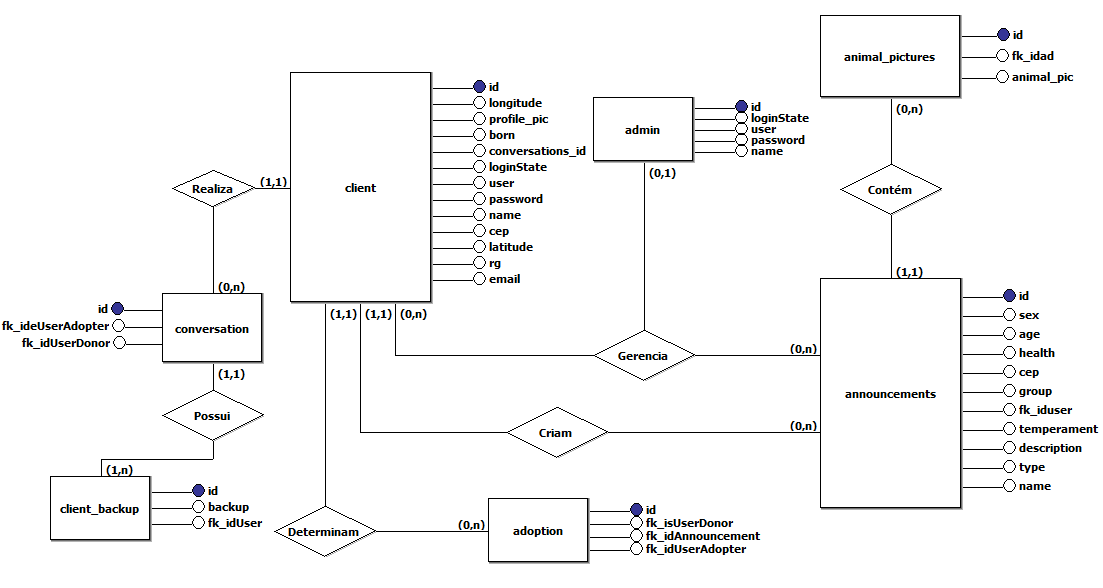 animal_pictures
id
fk_idad
animal_pic
(0,n)
Contém
(1,1)
client
id
longitude
profile_pic
born
conversations_id
loginState
user
password
name
cep
latitude
rg
email
admin
id
loginState
user
password
name
(0,1)
Realiza
(1,1)
(0,n)
conversation
id
fk_ideUserAdopter
fk_idUserDonor
(1,1)
Possui
(1,n)
client_backup
id
backup
fk_idUser
(1,1)
(1,1)
(0,n)
Gerencia
(0,n)
Criam
(0,n)
announcements
id
sex
age
health
cep
group
fk_iduser
temperament
description
type
name
Determinam
(0,n)
adoption
id
fk_isUserDonor
fk_idAnnouncement
fk_idUserAdopter